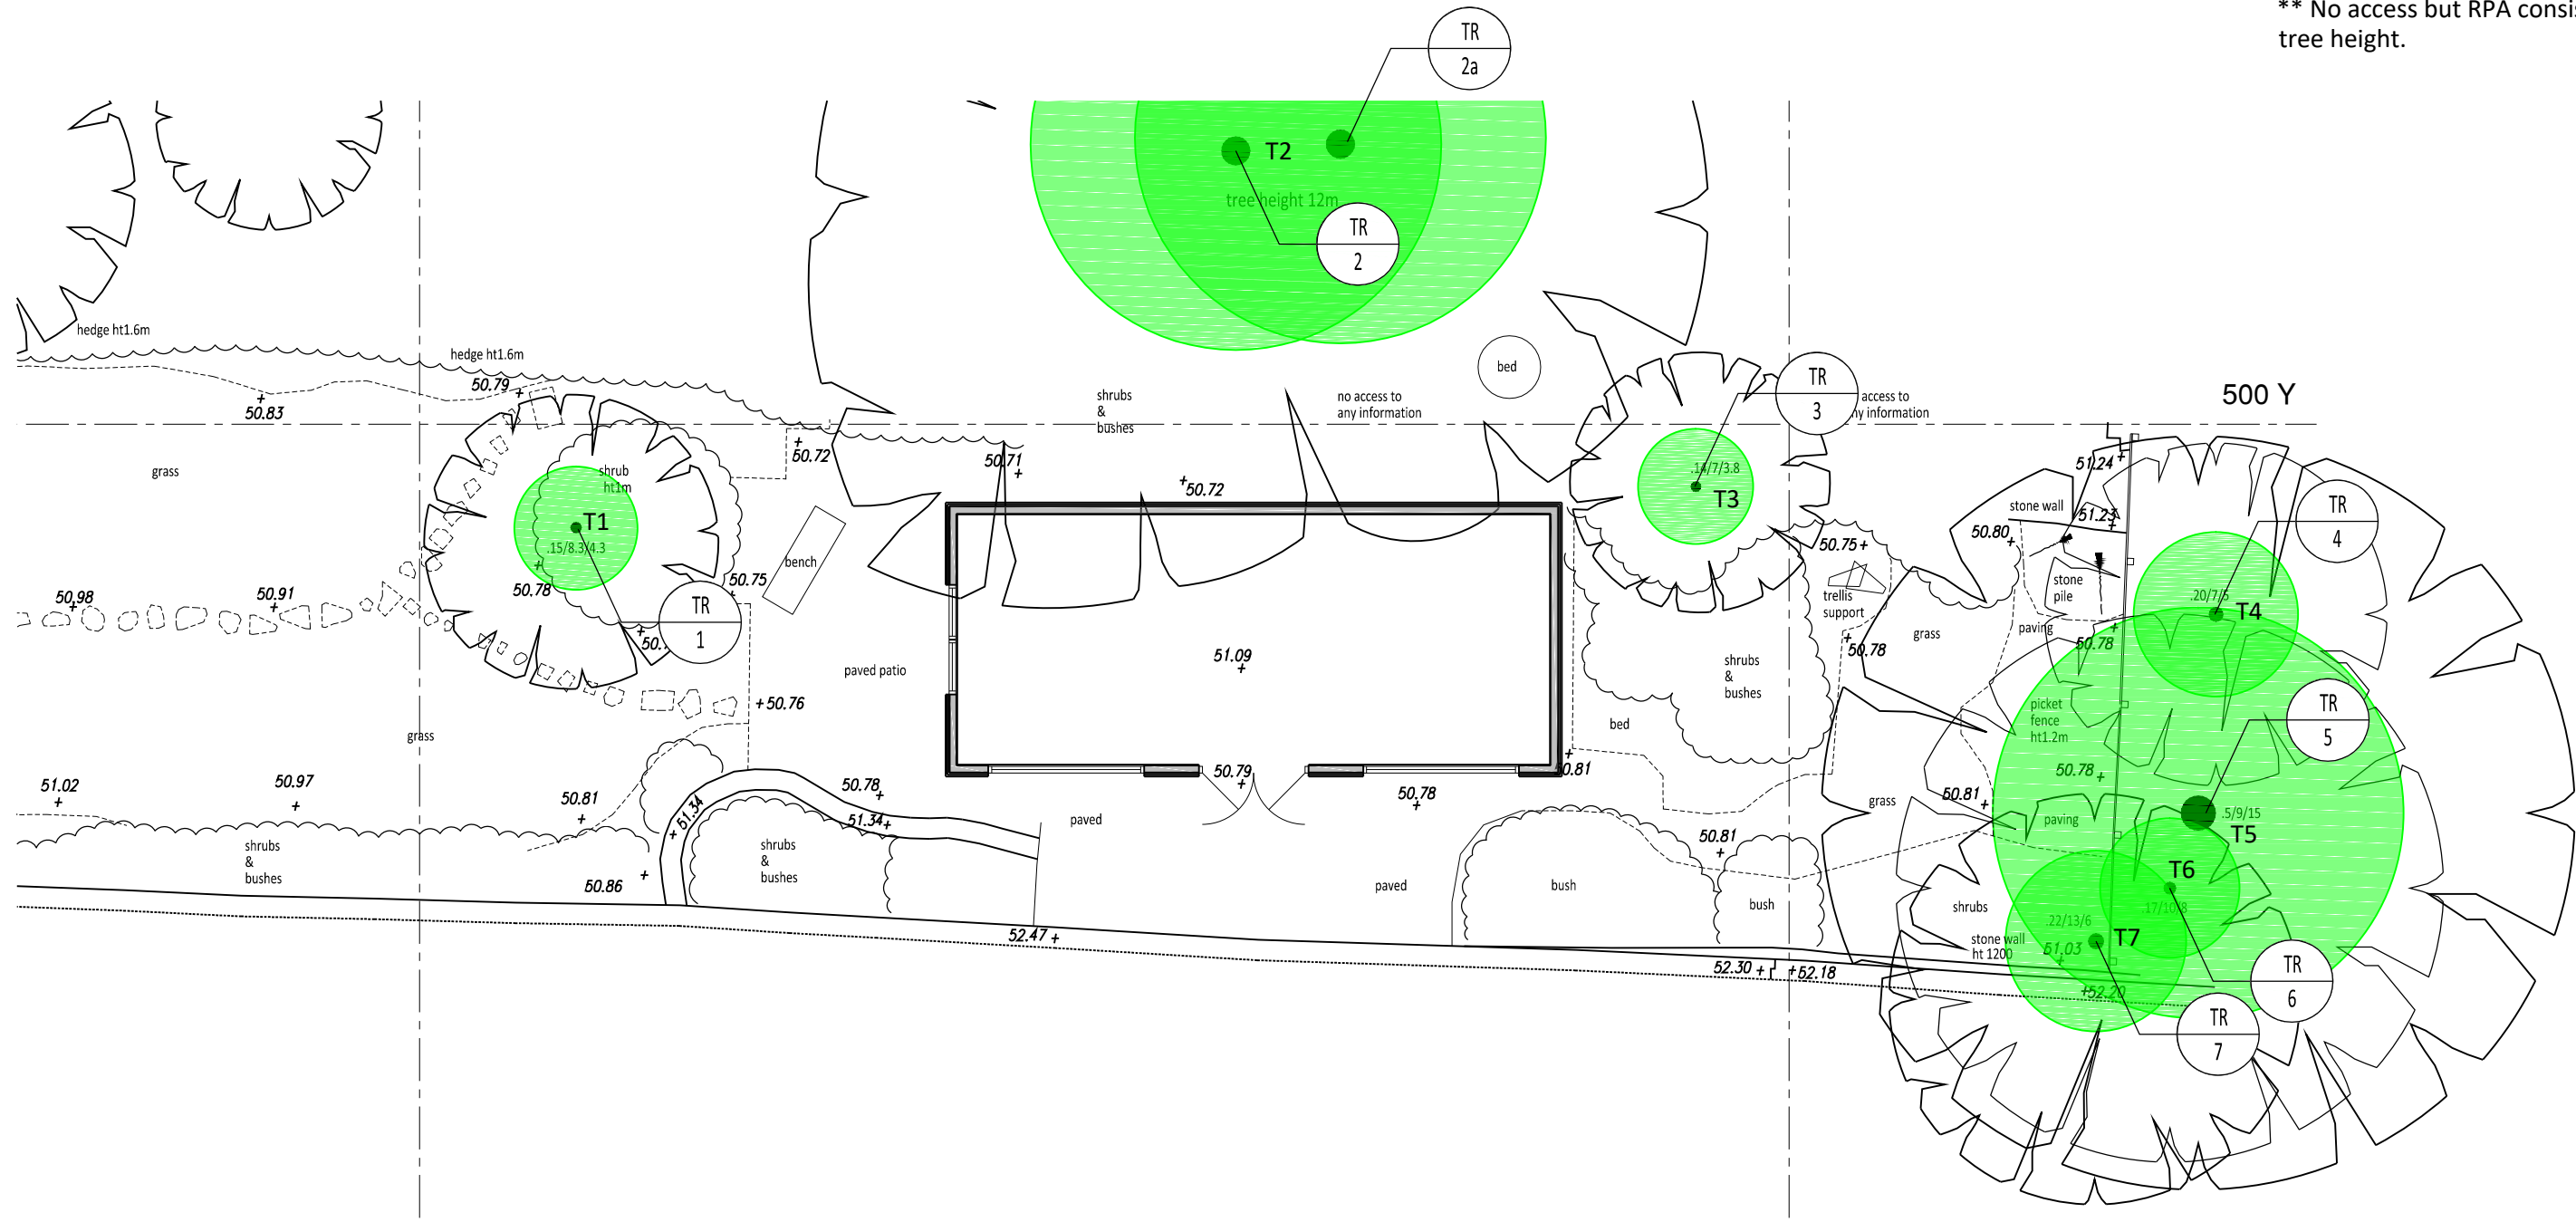 ** No access but RPA consis
tree height.
TR
2a
T2
tree height 12m
TR
2
hedge ht1.6m
hedge ht1.6m
50.79
50.83
shrubs
&
bushes
no access to
any information
bed
TR
3
access to
ny information
500 Y
50.72
50.71
50.72
grass
shrub
ht1m
T1
.15/8.3/4.3
50.78
50.75
bench
TR
1
50.
50.98
50.91
.14/7/3.8
T3
50.75
trellis
support
50.78
51.24
stone wall
51.23
50.80
stone
pile
paving
50.78
grass
TR
4
.20/7/5
T4
51.09
paved patio
50.76
shrubs
&
bushes
bed
picket
fence
ht1.2m
TR
5
grass
51.02
50.97
50.81
50.78
50.79
50.78
50.81
50.78
50.81
grass
paving
.5/9/15
T5
51.34
51.34
paved
50.81
shrubs
&
bushes
shrubs
&
bushes
50.86
paved
bush
bush
shrubs
T6
.17/10/8
.22/13/6
T7
stone wall
ht 1200
51.03
52.47
52.30
52.18
52.20
TR
6
TR
7